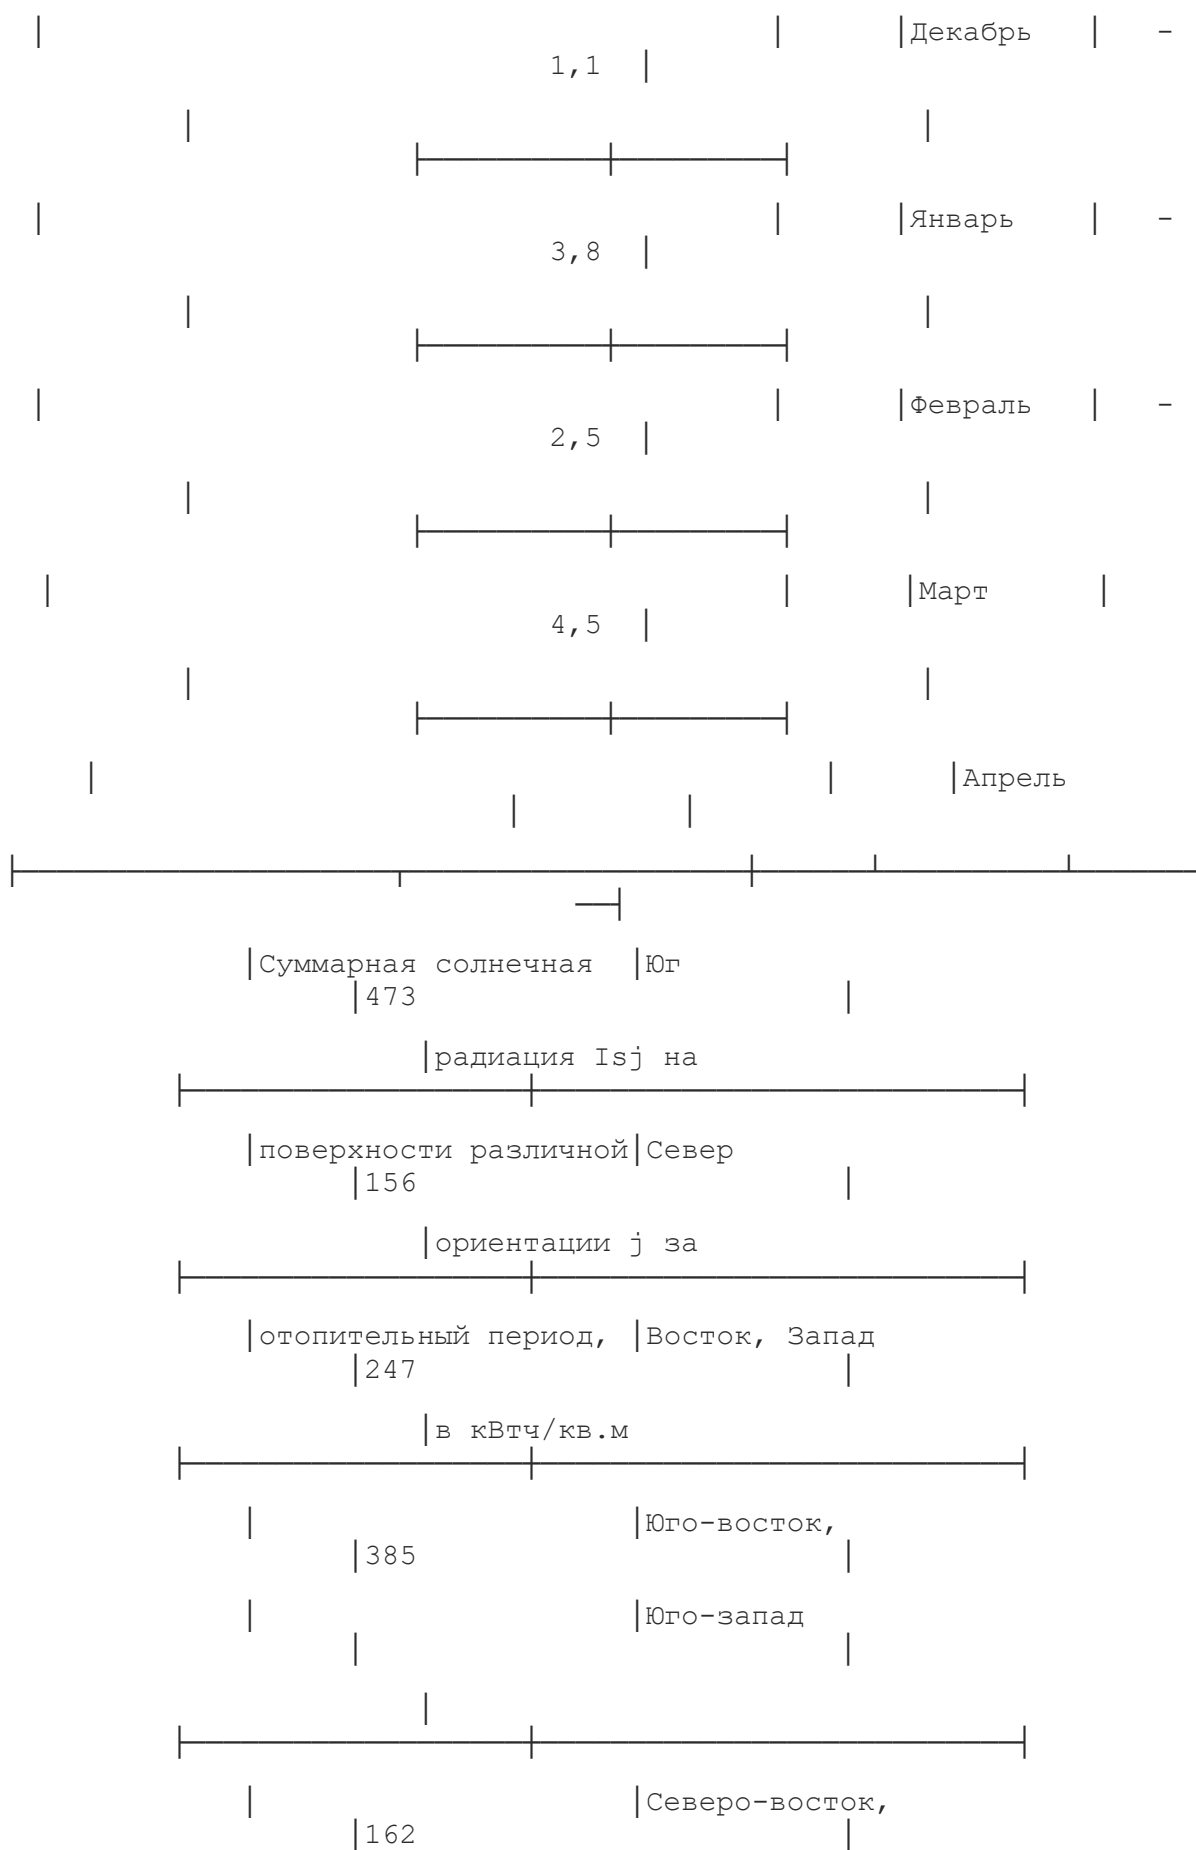 Декабрь -
1,1
Январь -
3,8
Февраль -
2,5
Март
4,5
Апрель
Суммарная солнечная Юг
473
радиация Isj на
поверхности различной Север
156
ориентации j за
отопительный период, Восток, Запад
247
в кВтч/кв.м
Юго-восток,
385
Юго-запад
Северо-восток,
162